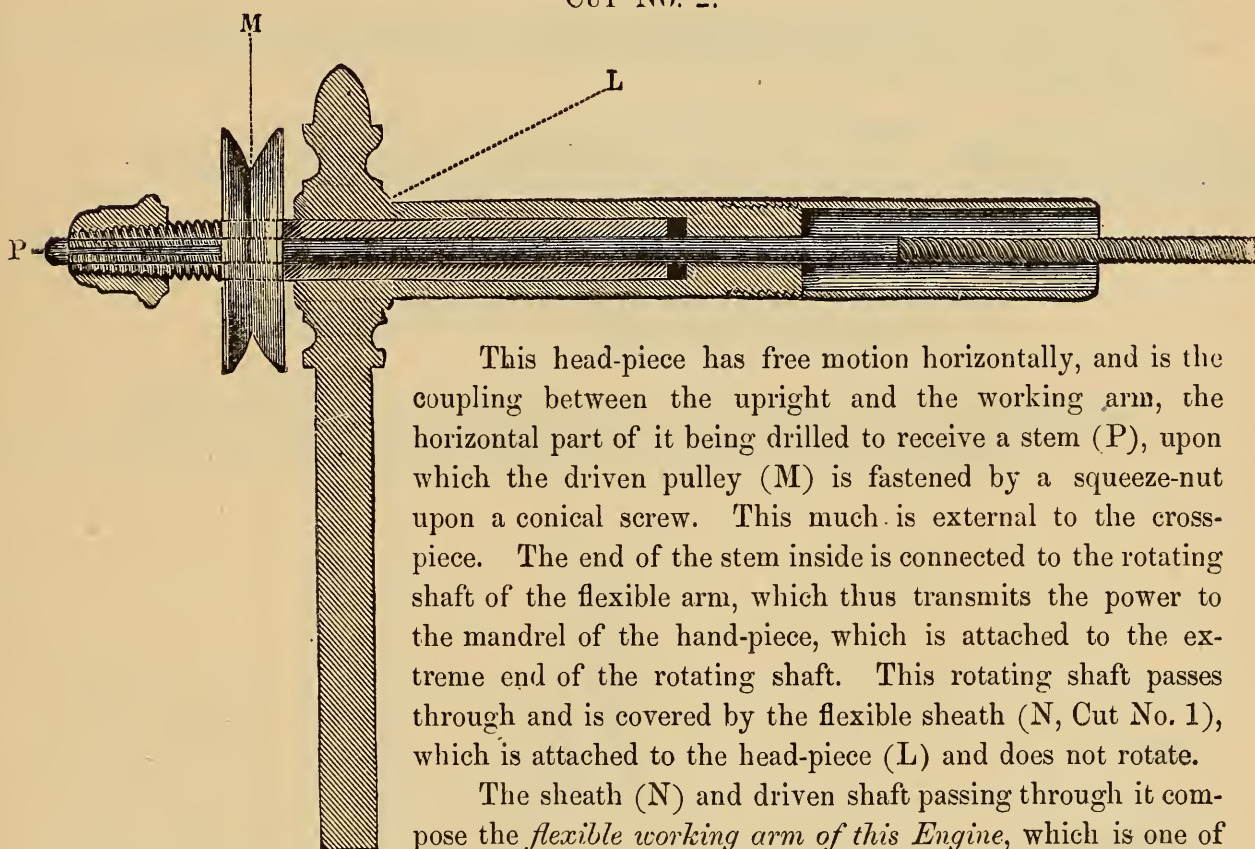 CUT NO. 2.
M
L
P
This head-piece has free motion horizontally, and is the
coupling between the upright and the working arm, the
horizontal part of it being drilled to receive a stem (P), upon
which the driven pulley (M) is fastened by a squeeze-nut
upon a conical screw. This much is external to the cross-
piece. The end of the stem inside is connected to the rotating
shaft of the flexible arm, which thus transmits the power to
the mandrel of the hand-piece, which is attached to the ex-
treme end of the rotating shaft. This rotating shaft passes
through and is covered by the flexible sheath (N, Cut No. 1),
which is attached to the head-piece (L) and does not rotate.
The sheath (N) and driven shaft passing through it com-
pose the flexible working arm of this Engine, which is one of